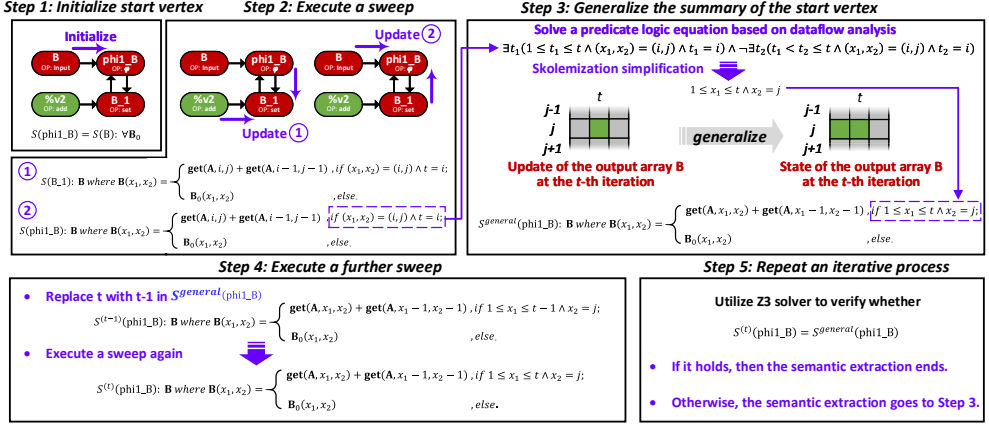 Step 1: Initialize start vertex
Initialize
B
OP: Input
phi1_B
OP: φ
%v2
OP: add
B_1
OP: set
S(phi1_B) = S(B): ∀B₀
Step 2: Execute a sweep
Update ②
B
OP: Input
phi1_B
OP: φ
B
OP: Input
phi1_B
OP: φ
%v2
OP: add
B_1
OP: set
%v2
OP: add
B_1
OP: set
Update ①
①
S(B_1): B where B(x₁, x₂) = { get(A, i, j) + get(A, i − 1, j − 1) , if (x₁, x₂) = (i, j) ∧ t = i;
B₀(x₁, x₂) , else.
②
S(phi1_B): B where B(x₁, x₂) = { get(A, i, j) + get(A, i − 1, j − 1) , if (x₁, x₂) = (i, j) ∧ t = i;
B₀(x₁, x₂) , else.
Step 3: Generalize the summary of the start vertex
Solve a predicate logic equation based on dataflow analysis
∃t₁(1 ≤ t₁ ≤ t ∧ (x₁, x₂) = (i, j) ∧ t₁ = i) ∧ ¬∃t₂(t₁ < t₂ ≤ t ∧ (x₁, x₂) = (i, j) ∧ t₂ = i)
Skolemization simplification
1 ≤ x₁ ≤ t ∧ x₂ = j
t
j-1
j
j+1
generalize
t
j-1
j
j+1
Update of the output array B
at the t-th iteration
State of the output array B
at the t-th iteration
S^general(phi1_B): B where B(x₁, x₂) = { get(A, x₁, x₂) + get(A, x₁ − 1, x₂ − 1) , if 1 ≤ x₁ ≤ t ∧ x₂ = j;
B₀(x₁, x₂) , else.
Step 4: Execute a further sweep
• Replace t with t-1 in S^general(phi1_B)
S^(t−1)(phi1_B): B where B(x₁, x₂) = { get(A, x₁, x₂) + get(A, x₁ − 1, x₂ − 1) , if 1 ≤ x₁ ≤ t − 1 ∧ x₂ = j;
B₀(x₁, x₂) , else.
• Execute a sweep again
S^(t)(phi1_B): B where B(x₁, x₂) = { get(A, x₁, x₂) + get(A, x₁ − 1, x₂ − 1) , if 1 ≤ x₁ ≤ t ∧ x₂ = j;
B₀(x₁, x₂) , else.
Step 5: Repeat an iterative process
Utilize Z3 solver to verify whether
S^(t)(phi1_B) = S^general(phi1_B)
• If it holds, then the semantic extraction ends.
• Otherwise, the semantic extraction goes to Step 3.